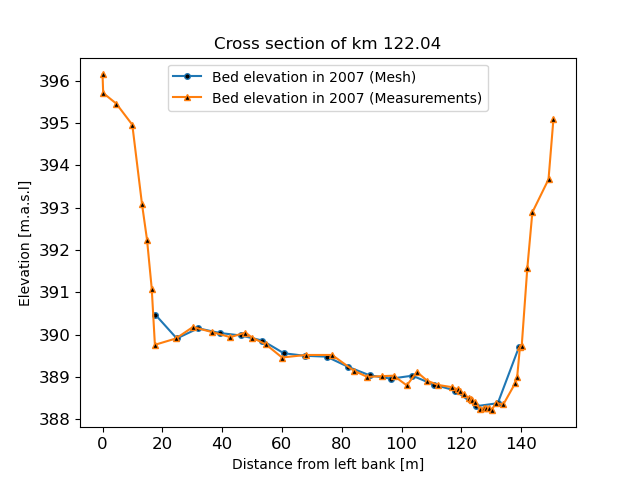 Cross section of km 122.04
Bed elevation in 2007 (Mesh)
Bed elevation in 2007 (Measurements)
396
395
394
393
392
391
390
389
388
Elevation [m.a.s.l]
0 20 40 60 80 100 120 140
Distance from left bank [m]